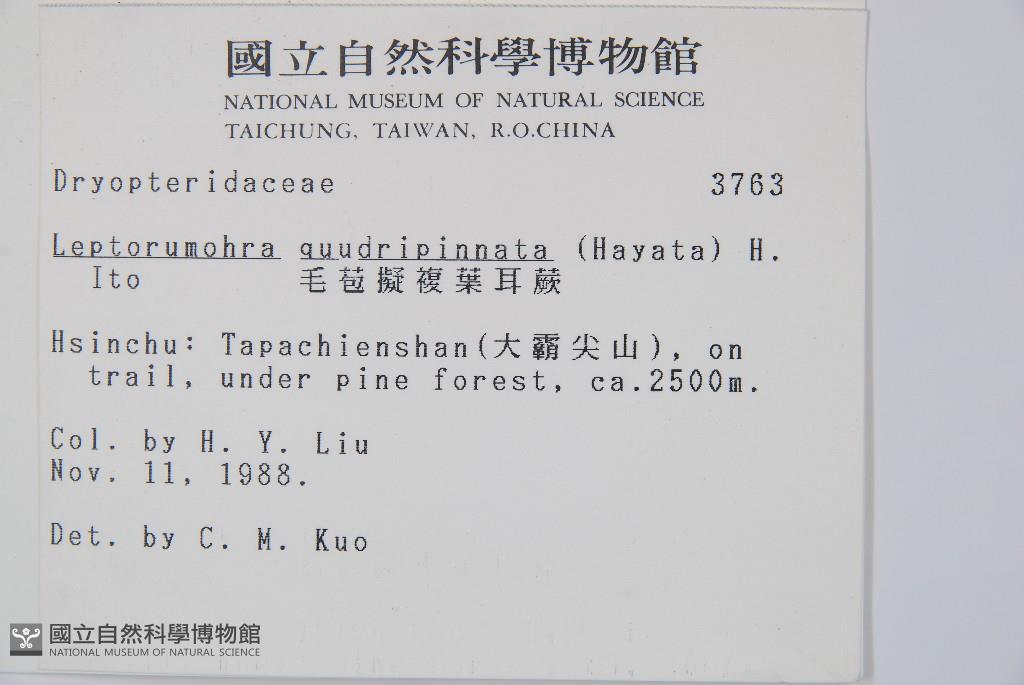 國立自然科學博物館
NATIONAL MUSEUM OF NATURAL SCIENCE
TAICHUNG, TAIWAN, R.O.CHINA
Dryopteridaceae 3763
Leptorumohra quudripinnata (Hayata) H.
Ito 毛苞擬複葉耳蕨
Hsinchu: Tapachienshan(大霸尖山), on
trail, under pine forest, ca.2500m.
Col. by H. Y. Liu
Nov. 11, 1988.
Det. by C. M. Kuo
國立自然科學博物館
NATIONAL MUSEUM OF NATURAL SCIENCE